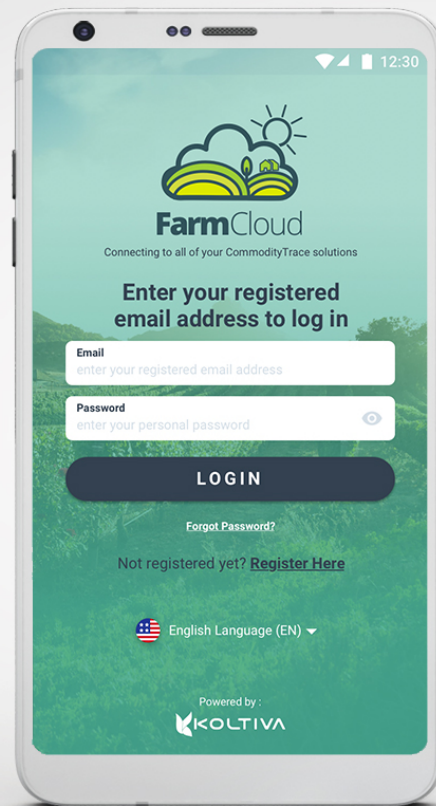 12:30
FarmCloud
Connecting to all of your CommodityTrace solutions
Enter your registered
email address to log in
Email
enter your registered email address
Password
enter your personal password
LOGIN
Forgot Password?
Not registered yet? Register Here
English Language (EN)
Powered by :
KOLTIVA